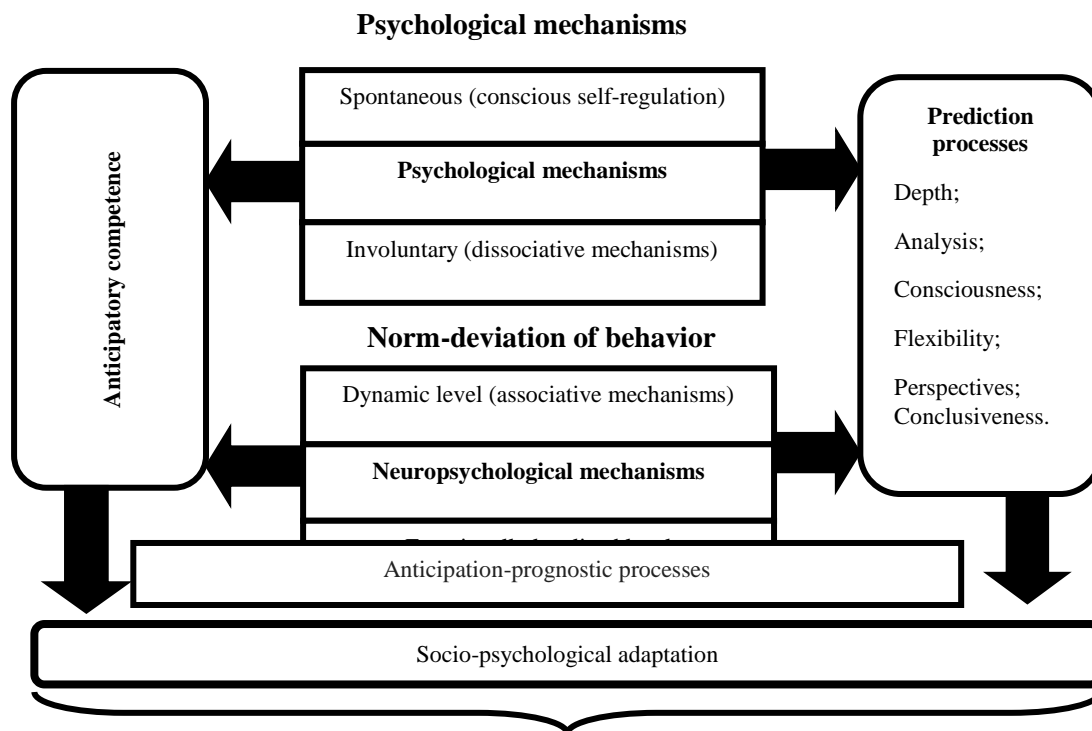 Psychological mechanisms
Spontaneous (conscious self-regulation)
Psychological mechanisms
Involuntary (dissociative mechanisms)
Anticipatory competence
Prediction
processes
Depth;
Analysis;
Consciousness;
Flexibility;
Perspectives;
Conclusiveness.
Norm-deviation of behavior
Dynamic level (associative mechanisms)
Neuropsychological mechanisms
Anticipation-prognostic processes
Socio-psychological adaptation